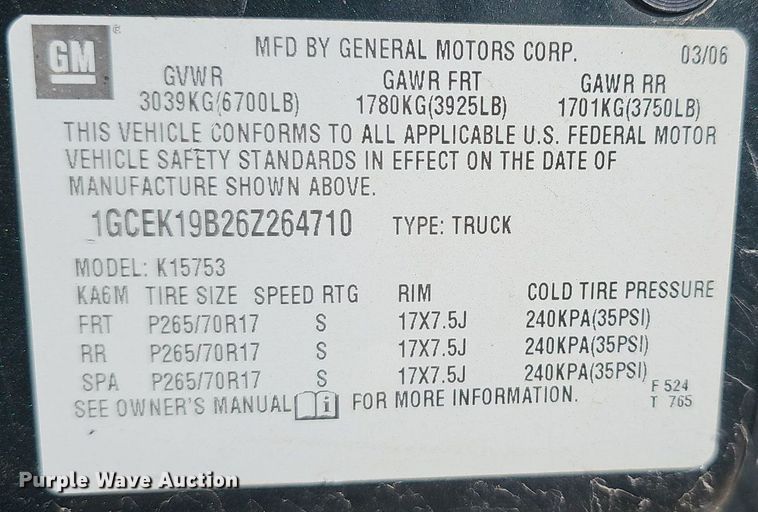 GM ®
MFD BY GENERAL MOTORS CORP. 03/06
GVWR GAWR FRT GAWR RR
3039KG(6700LB) 1780KG(3925LB) 1701KG(3750LB)
THIS VEHICLE CONFORMS TO ALL APPLICABLE U.S. FEDERAL MOTOR
VEHICLE SAFETY STANDARDS IN EFFECT ON THE DATE OF
MANUFACTURE SHOWN ABOVE.
1GCEK19B26Z264710 TYPE: TRUCK
MODEL: K15753
KA6M TIRE SIZE SPEED RTG RIM COLD TIRE PRESSURE
FRT P265/70R17 S 17X7.5J 240KPA(35PSI)
RR P265/70R17 S 17X7.5J 240KPA(35PSI)
SPA P265/70R17 S 17X7.5J 240KPA(35PSI)
SEE OWNER'S MANUAL i FOR MORE INFORMATION.
F 524
T 765
Purple Wave Auction